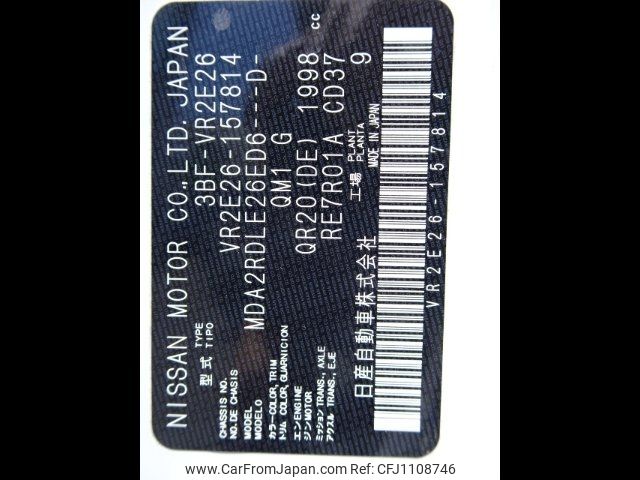 NISSAN MOTOR CO.,LTD. JAPAN
型式 TYPE TIPO 3BF-VR2E26
CHASSIS NO. NO. DE CHASIS VR2E26-157814
MODEL MODELO MDA2RDLE26ED6---D-
カラー COLOR,TRIM トリム COLOR,GUARNICION QM1 G
エンジン ENGINE MOTOR QR20(DE) 1998 CC
ミッション TRANS., AXLE アクスル TRANS., EJE RE7R01A CD37
工場 PLANT PLANTA 9
日産自動車株式会社 MADE IN JAPAN
VR2E26-157814
www.CarFromJapan.com CFJ1108746